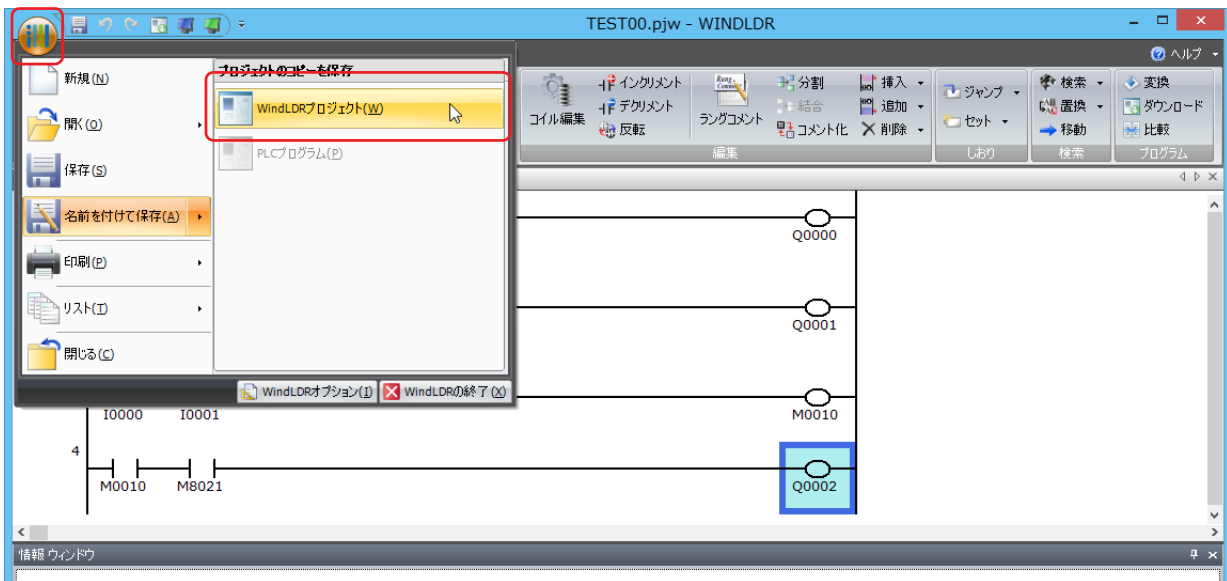 TEST00.pjw - WINDLDR
ヘルプ
新規(N)
開く(O)
保存(S)
名前を付けて保存(A)
印刷(P)
リスト(T)
閉じる(C)
プロジェクトのコピーを保存
WindLDRプロジェクト(W)
PLCプログラム(P)
WindLDRオプション(I)
WindLDRの終了(X)
コイル編集
インクリメント
デクリメント
反転
Rung Comment
ラングコメント
分割
結合
コメント化
挿入
追加
削除
編集
ジャンプ
セット
しおり
検索
置換
移動
検索
変換
ダウンロード
比較
プログラム
Q0000
Q0001
I0000 I0001 M0010
4
M0010 M8021 Q0002
情報 ウィンドウ